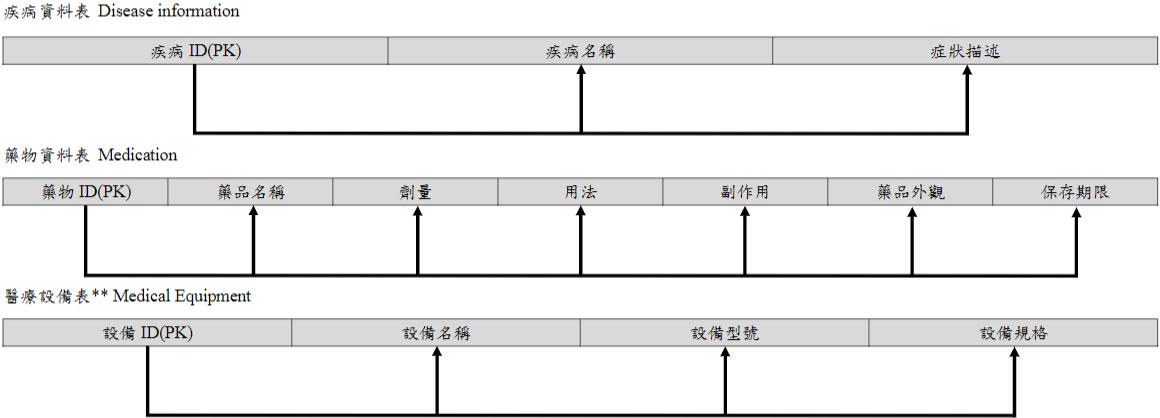 疾病資料表 Disease information
疾病 ID(PK) 疾病名稱 症狀描述
藥物資料表 Medication
藥物 ID(PK) 藥品名稱 劑量 用法 副作用 藥品外觀 保存期限
醫療設備表** Medical Equipment
設備 ID(PK) 設備名稱 設備型號 設備規格